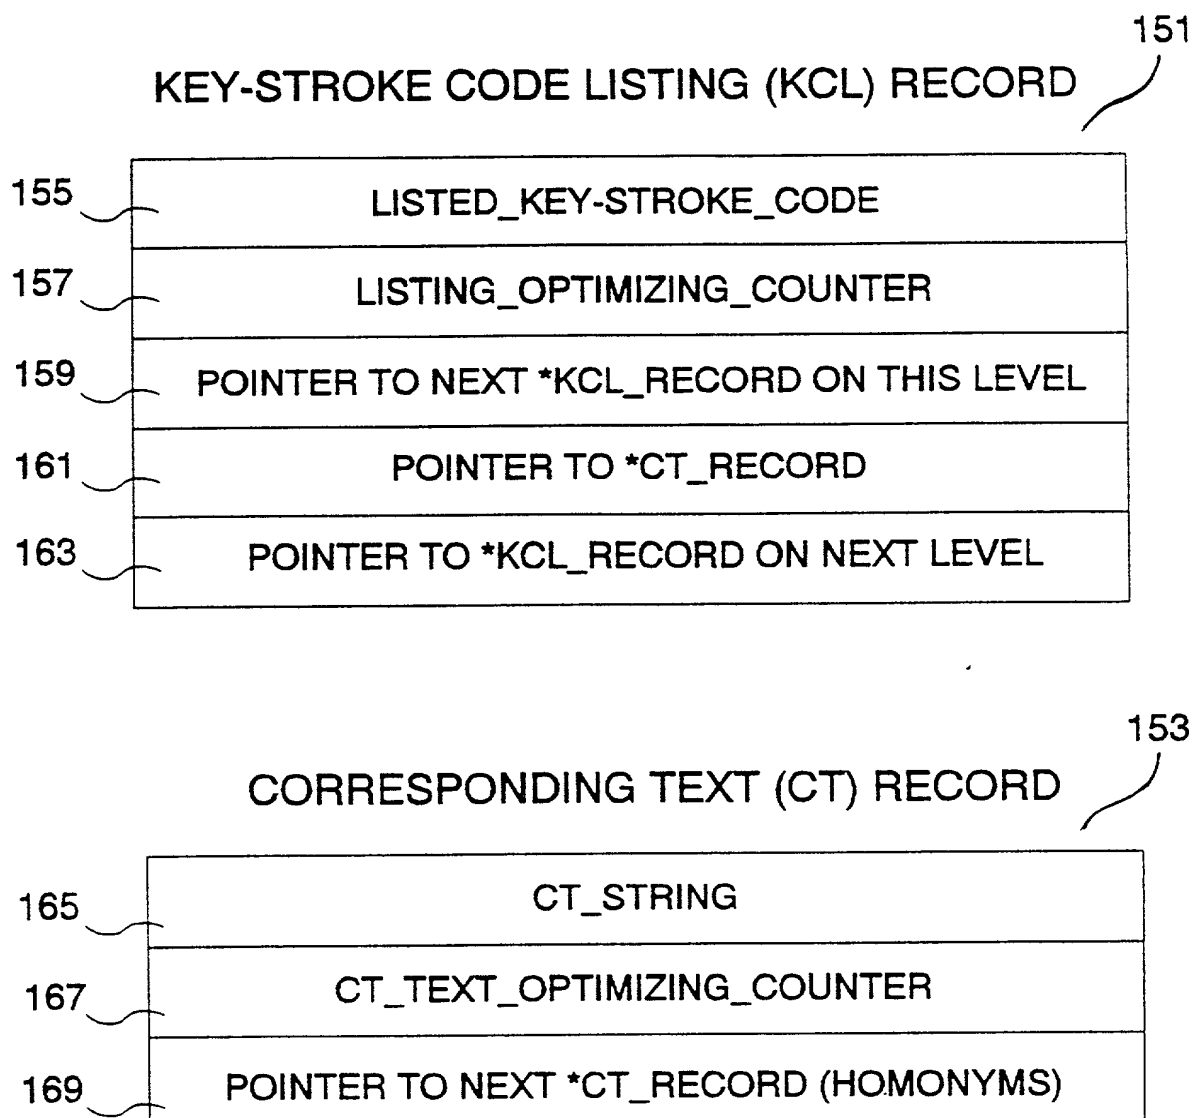 151
KEY-STROKE CODE LISTING (KCL) RECORD
155 LISTED_KEY-STROKE_CODE
157 LISTING_OPTIMIZING_COUNTER
159 POINTER TO NEXT *KCL_RECORD ON THIS LEVEL
161 POINTER TO *CT_RECORD
163 POINTER TO *KCL_RECORD ON NEXT LEVEL
153
CORRESPONDING TEXT (CT) RECORD
165 CT_STRING
167 CT_TEXT_OPTIMIZING_COUNTER
169 POINTER TO NEXT *CT_RECORD (HOMONYMS)